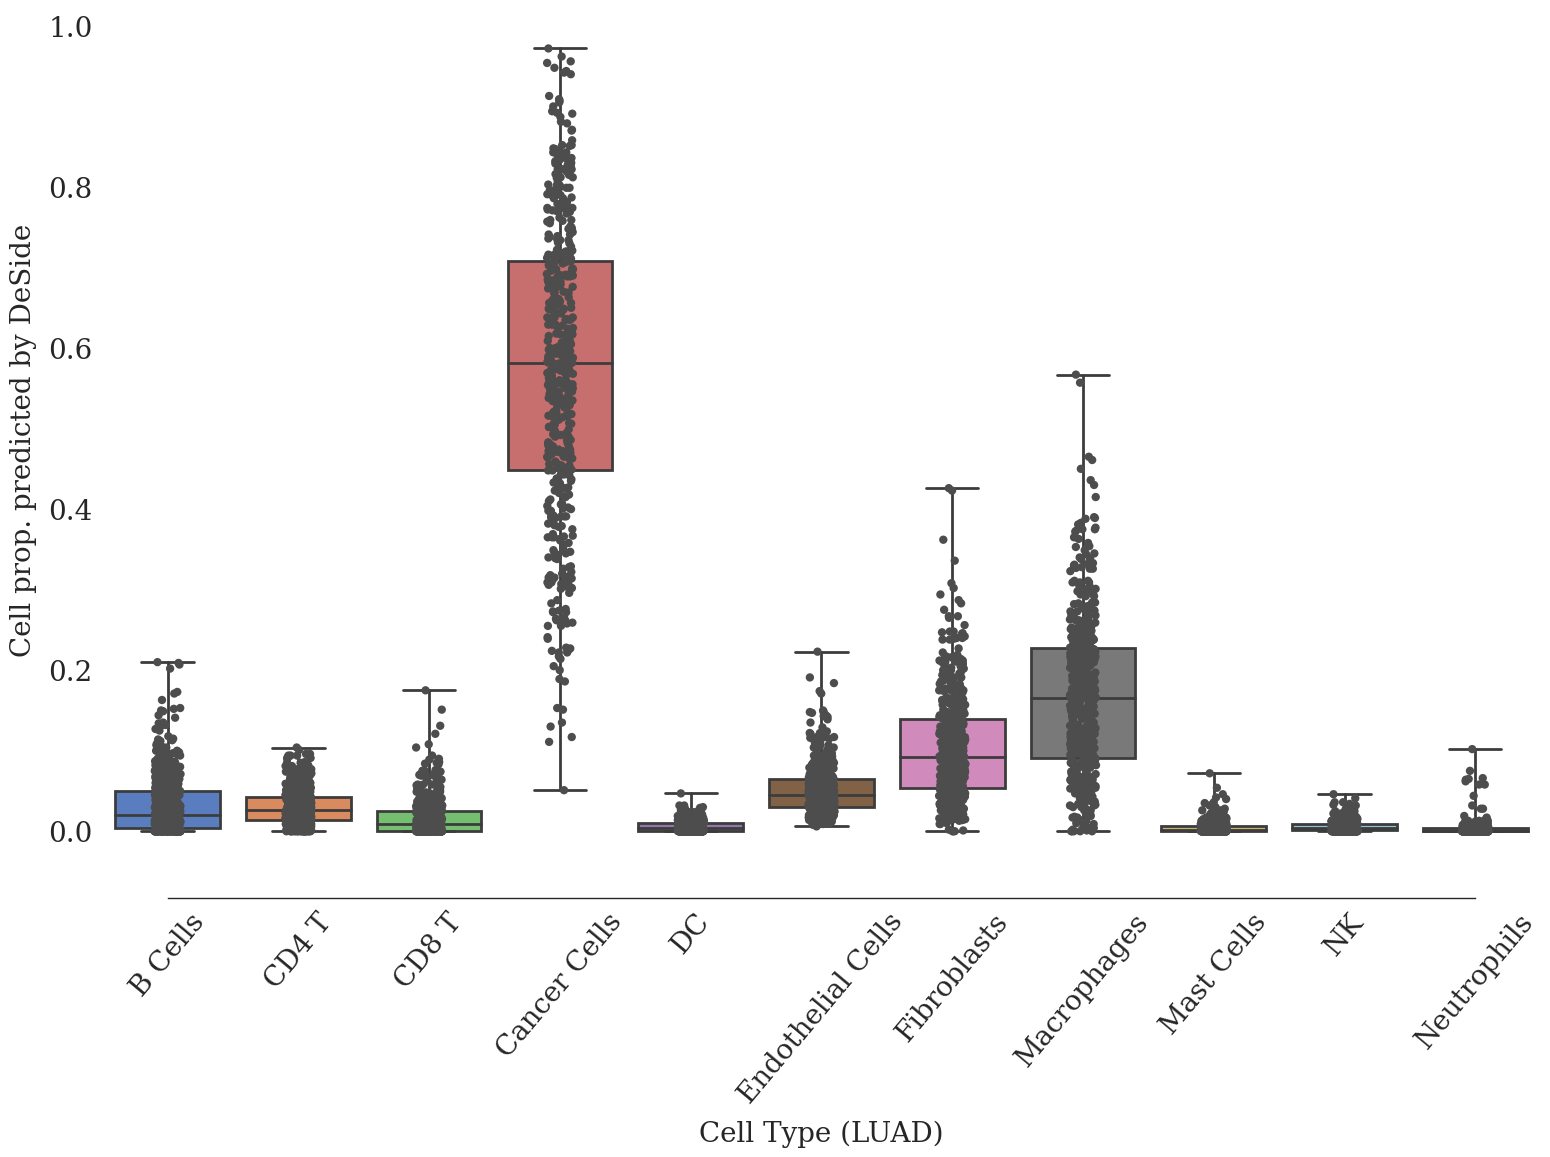 1.0
0.8
0.6
0.4
0.2
0.0
Cell prop. predicted by DeSide
B Cells
CD4 T
CD8 T
Cancer Cells
DC
Endothelial Cells
Fibroblasts
Macrophages
Mast Cells
NK
Neutrophils
Cell Type (LUAD)